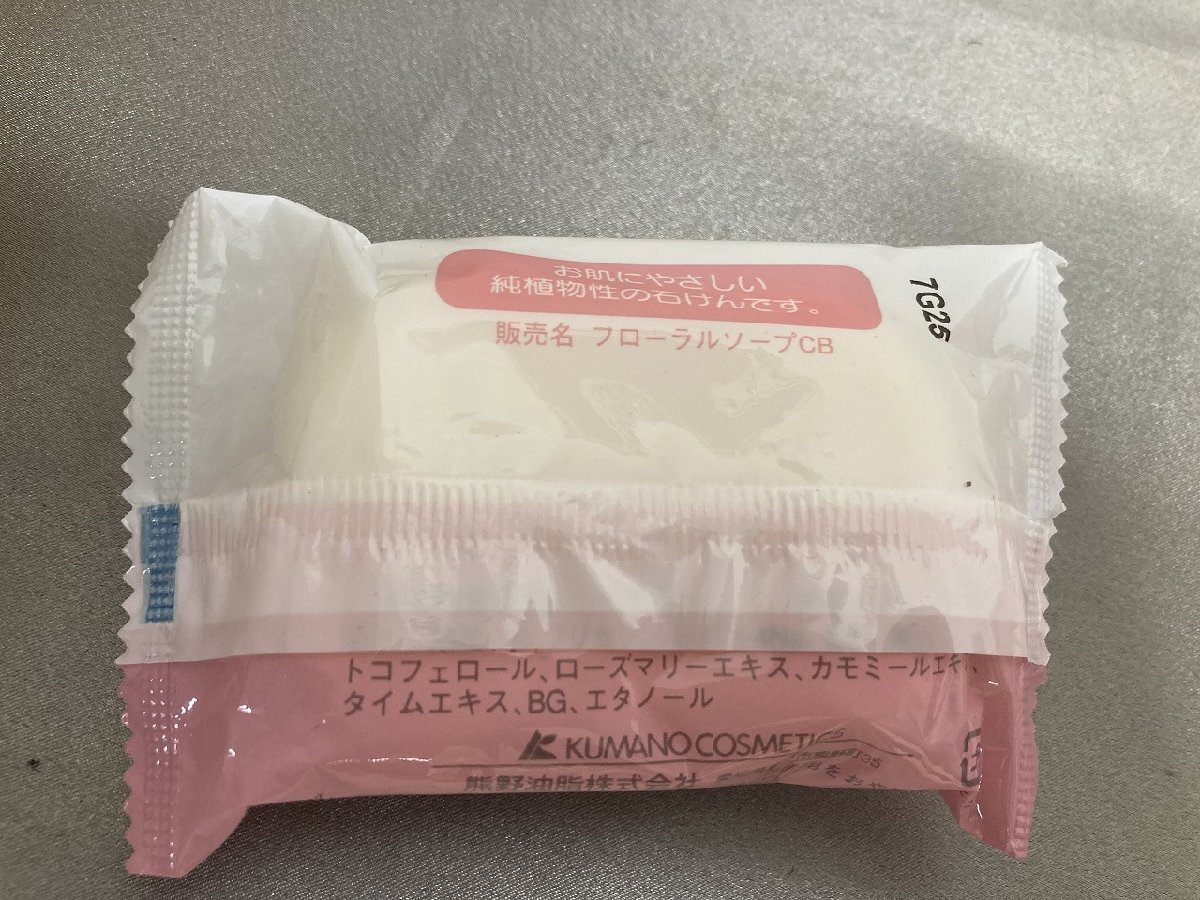 お肌にやさしい
純植物性の石けんです。
販売名 フローラルソープCB
7G25
トコフェロール、ローズマリーエキス、カモミールエキ
タイムエキス、BG、エタノール
KUMANO COSMETICS
熊野油脂株式会社